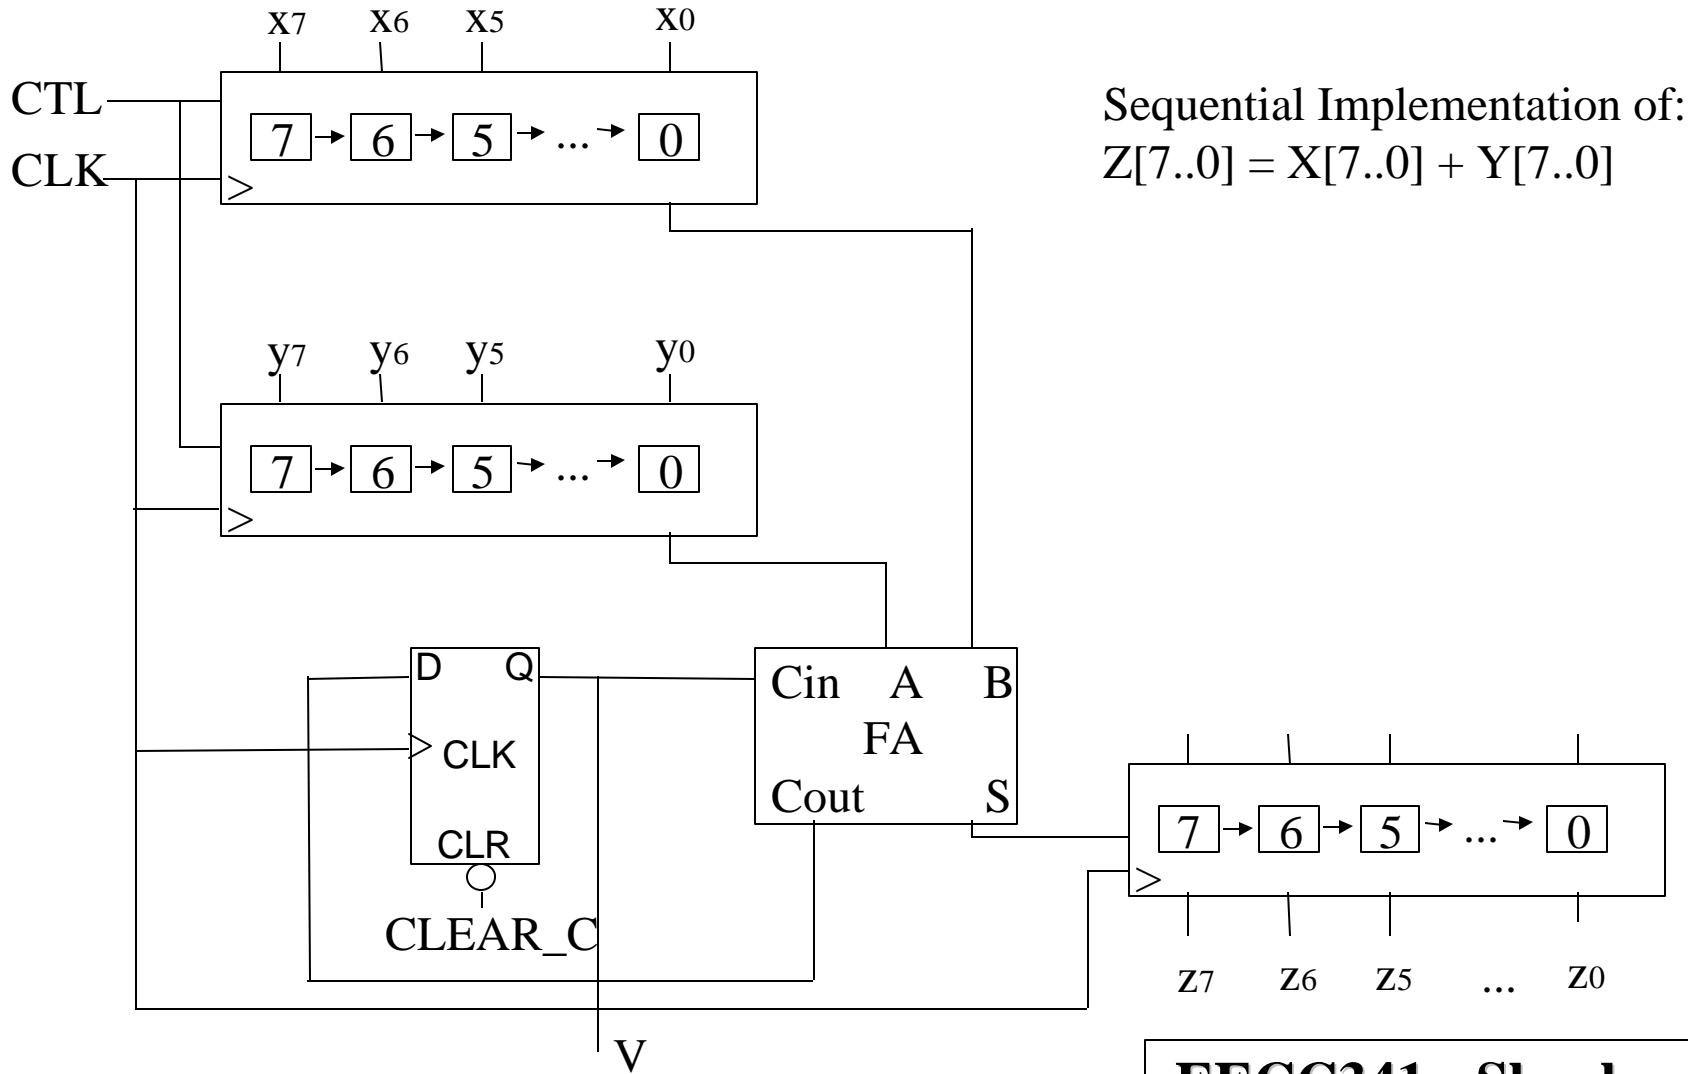 x7 x6 x5 x0
CTL
Sequential Implementation of:
7 6 5 ... 0
CLK
Z[7..0] = X[7..0] + Y[7..0]
>
y7 y6 y5 y0
7 6 5 ... 0
>
D Q
Cin A B
FA
> CLK
Cout S
CLR
7 6 5 ... 0
>
CLEAR_C
z7 z6 z5 ... z0
V